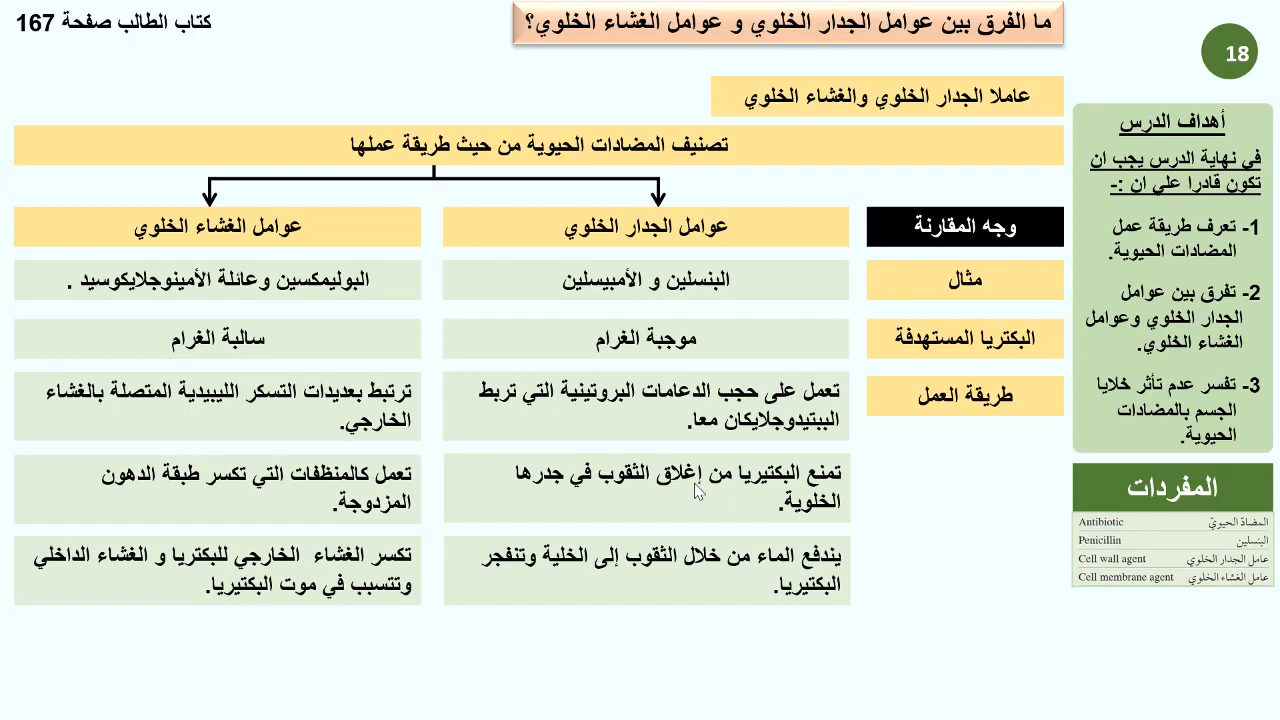 ما الفرق بين عوامل الجدار الخلوي و عوامل الغشاء الخلوي؟
كتاب الطالب صفحة 167
18
عاملا الجدار الخلوي والغشاء الخلوي
تصنيف المضادات الحيوية من حيث طريقة عملها
وجه المقارنة
عوامل الجدار الخلوي
عوامل الغشاء الخلوي
مثال
البنسلين و الأمبيسلين
البوليمكسين وعائلة الأمينوجلايكوسيد .
البكتريا المستهدفة
موجبة الغرام
سالبة الغرام
طريقة العمل
تعمل على حجب الدعامات البروتينية التي تربط
الببتيدوجلايكان معا.
ترتبط بعديدات التسكر الليبيدية المتصلة بالغشاء
الخارجي.
تمنع البكتيريا من إغلاق الثقوب في جدرها
الخلوية.
تعمل كالمنظفات التي تكسر طبقة الدهون
المزدوجة.
يندفع الماء من خلال الثقوب إلى الخلية وتنفجر
البكتيريا.
تكسر الغشاء الخارجي للبكتريا و الغشاء الداخلي
وتتسبب في موت البكتيريا.
أهداف الدرس
في نهاية الدرس يجب ان
تكون قادرا علي ان :-
1- تعرف طريقة عمل
المضادات الحيوية.
2- تفرق بين عوامل
الجدار الخلوي وعوامل
الغشاء الخلوي.
3- تفسر عدم تأثر خلايا
الجسم بالمضادات
الحيوية.
المفردات
المضادّ الحيويّ Antibiotic
البنسلين Penicillin
عامل الجدار الخلوي Cell wall agent
عامل الغشاء الخلوي Cell membrane agent